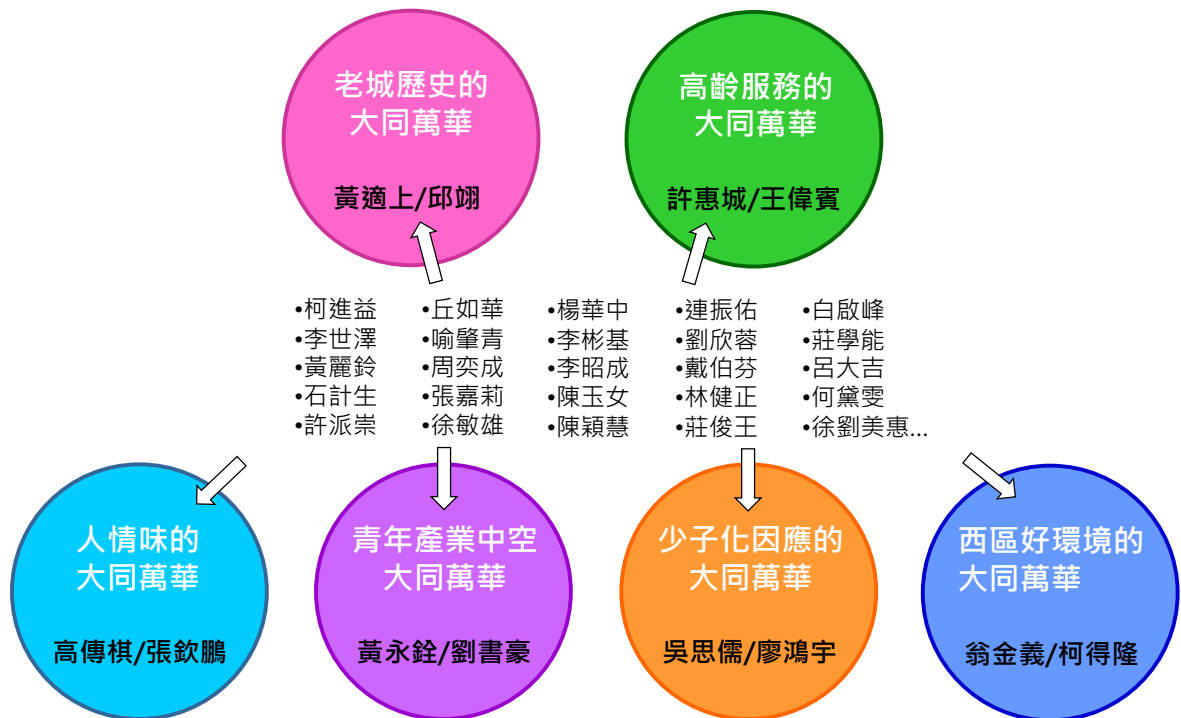 老城歷史的
大同萬華
黃適上/邱翊
高齡服務的
大同萬華
許惠城/王偉賓
•柯進益
•李世澤
•黃麗鈴
•石計生
•許派崇
•丘如華
•喻肇青
•周奕成
•張嘉莉
•徐敏雄
•楊華中
•李彬基
•李昭成
•陳玉女
•陳穎慧
•連振佑
•劉欣蓉
•戴伯芬
•林健正
•莊俊王
•白啟峰
•莊學能
•呂大吉
•何黛雯
•徐劉美惠...
人情味的
大同萬華
高傳棋/張欽鵬
青年產業中空
大同萬華
黃永銓/劉書豪
少子化因應的
大同萬華
吳思儒/廖鴻宇
西區好環境的
大同萬華
翁金義/柯得隆